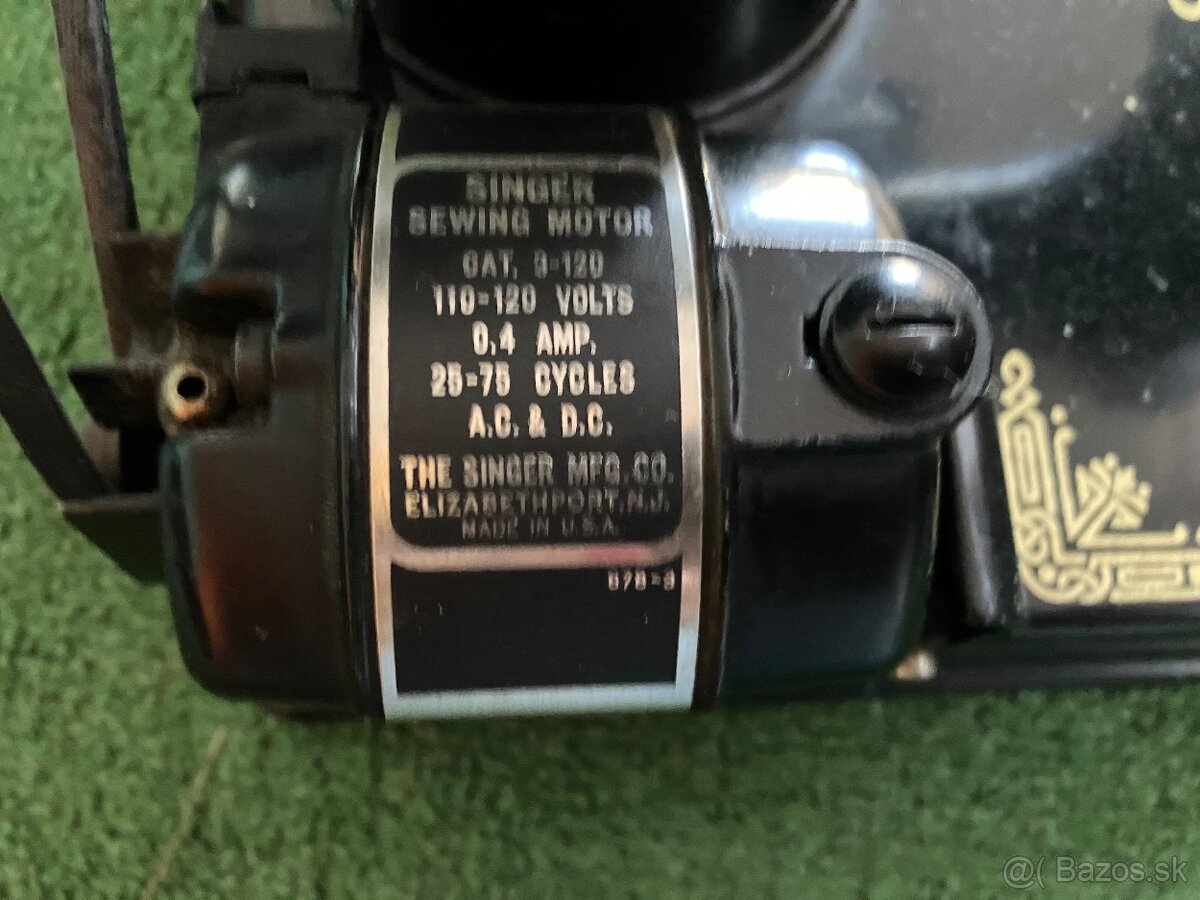 SINGER
SEWING MOTOR
CAT. 3-120
110-120 VOLTS
0.4 AMP.
25-75 CYCLES
A.C. & D.C.
THE SINGER MFG. CO.
ELIZABETHPORT, N.J.
MADE IN U.S.A.
@( Bazos.sk